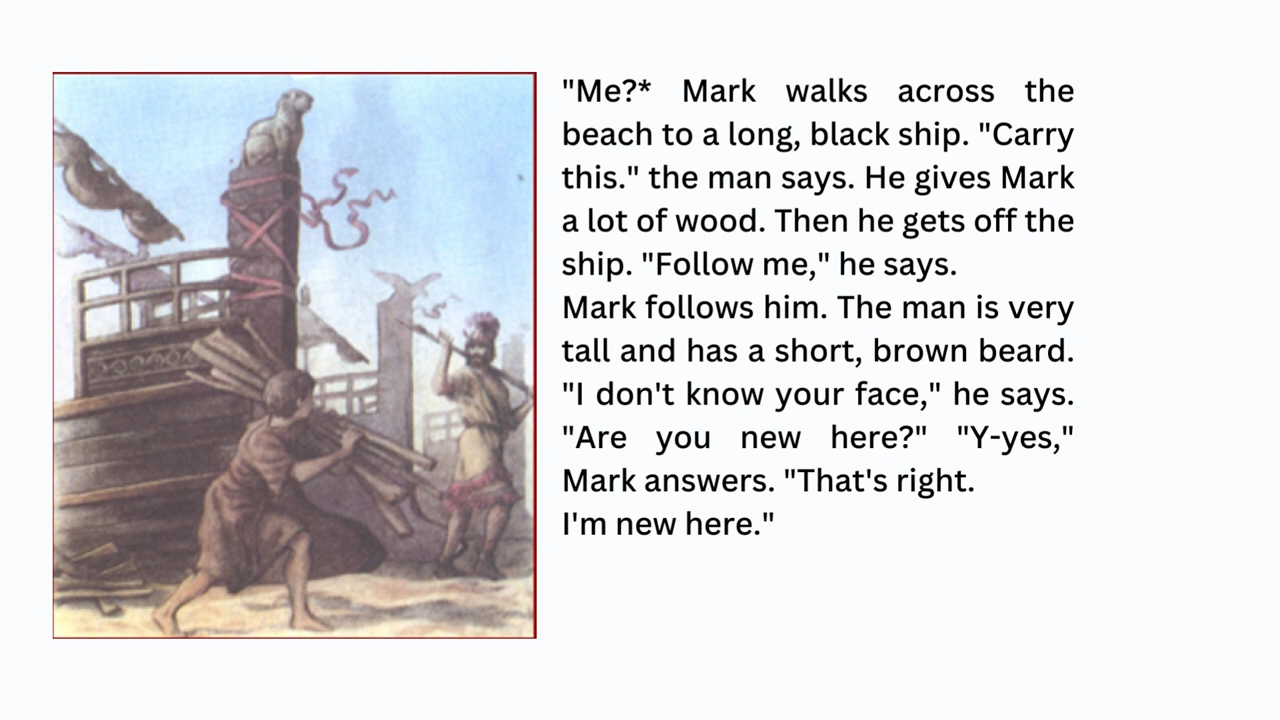 "Me?* Mark walks across the
beach to a long, black ship. "Carry
this." the man says. He gives Mark
a lot of wood. Then he gets off the
ship. "Follow me," he says.
Mark follows him. The man is very
tall and has a short, brown beard.
"I don't know your face," he says.
"Are you new here?" "Y-yes,"
Mark answers. "That's right.
I'm new here."